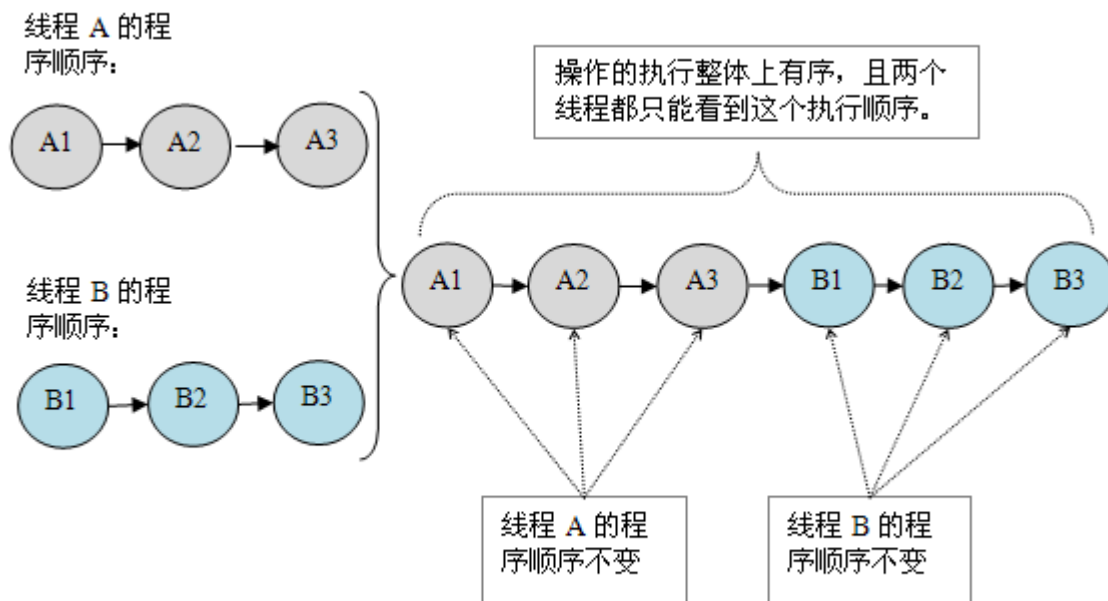 线程 A 的程
序顺序：
操作的执行整体上有序，且两个
线程都只能看到这个执行顺序。
A1 A2 A3
A1 A2 A3 B1 B2 B3
线程 B 的程
序顺序：
B1 B2 B3
线程 A 的程
序顺序不变
线程 B 的程
序顺序不变